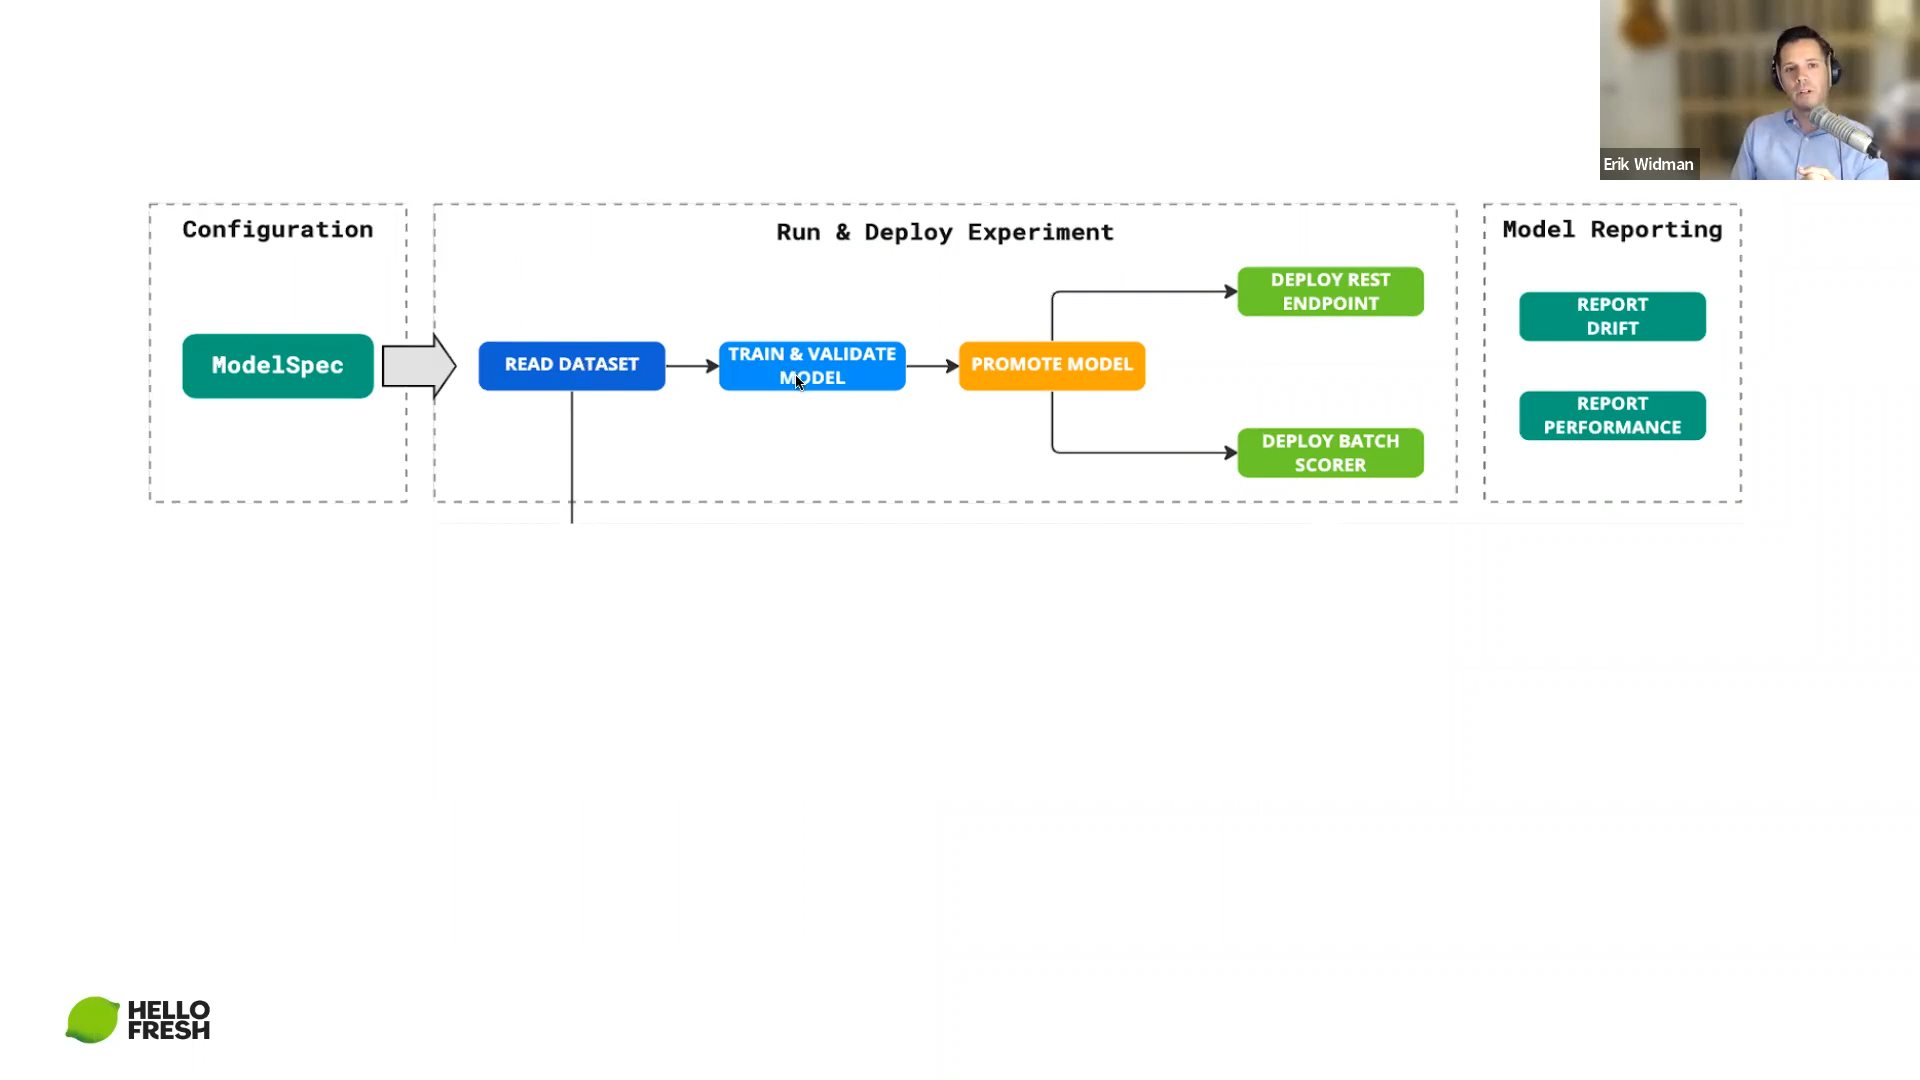 Erik Widman
Configuration
ModelSpec
Run & Deploy Experiment
READ DATASET
TRAIN & VALIDATE
MODEL
PROMOTE MODEL
DEPLOY REST
ENDPOINT
DEPLOY BATCH
SCORER
Model Reporting
REPORT
DRIFT
REPORT
PERFORMANCE
HELLO
FRESH